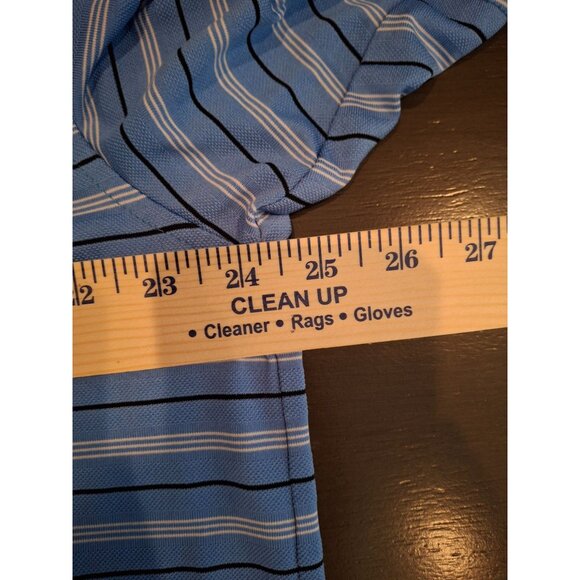 22 23 24 25 26 27
CLEAN UP
• Cleaner • Rags • Gloves